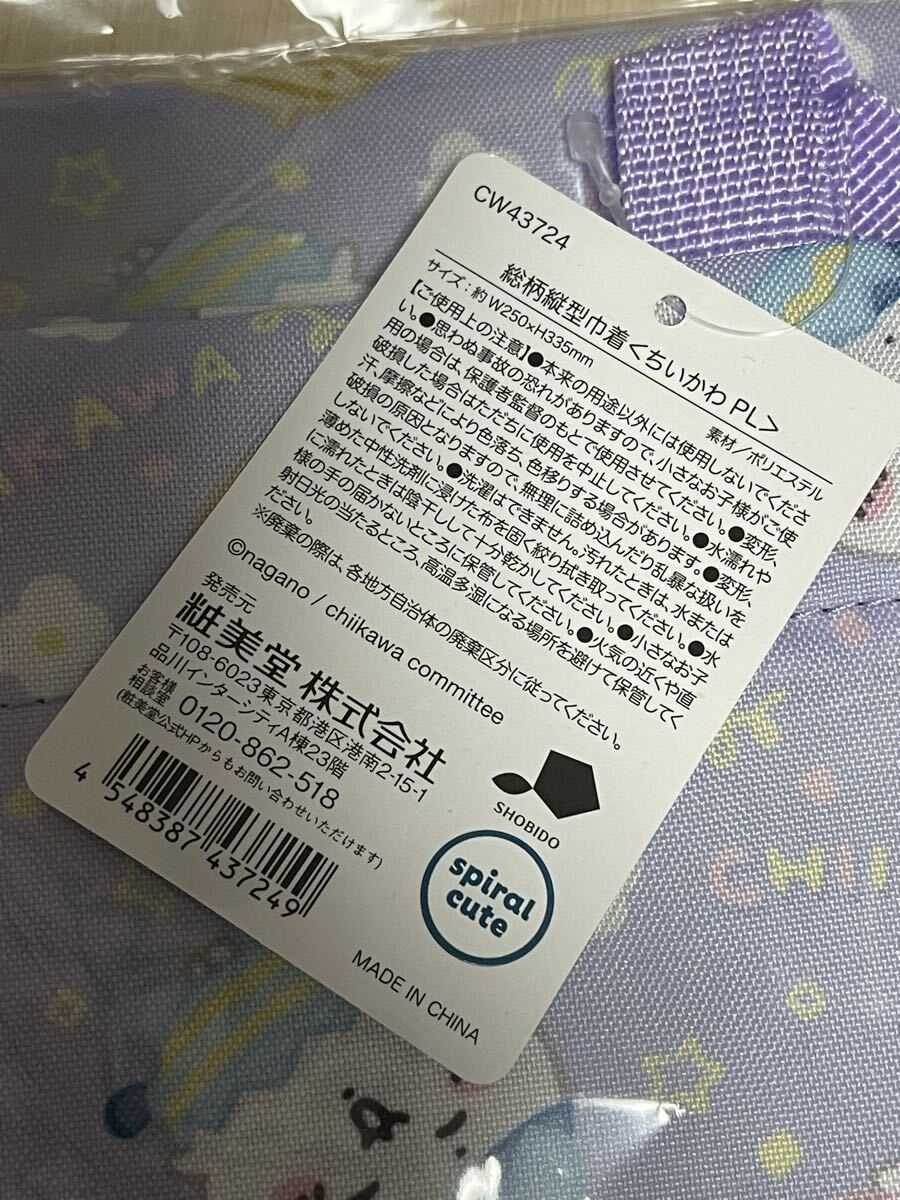 CW43724
総柄縦型巾着<ちいかわ PL>
サイズ:約 W250×H335mm 素材/ポリエステル
【ご使用上の注意】●本来の用途以外には使用しないでくださ
い。●思わぬ事故の恐れがありますので、小さなお子様がご使
用の場合は、保護者監督のもとで使用させてください。●変形、
破損した場合はただちに使用を中止してください。●水濡れや
汗、摩擦などにより色落ち、色移りする場合があります。●変形、
破損の原因となりますので、無理に詰め込んだり乱暴な扱いを
しないでください。●洗濯はできません。汚れたときは、水または
薄めた中性洗剤に浸けた布を固く絞り拭き取ってください。●水
に濡れたときは陰干しして十分乾かしてください。●小さなお子
様の手の届かないところに保管してください。●火気の近くや直
射日光の当たるところ、高温多湿になる場所を避けて保管してく
ださい。
※廃棄の際は、各地方自治体の廃棄区分に従ってください。
©nagano / chiikawa committee
発売元
粧美堂 株式会社
〒108-6023東京都港区港南2-15-1
品川インターシティA棟23階
お客様
相談室 0120-862-518
(粧美堂公式HPからもお問い合わせいただけます)
SHOBIDO
spiral
cute
4 548387 437249
MADE IN CHINA
KAWA
CHII